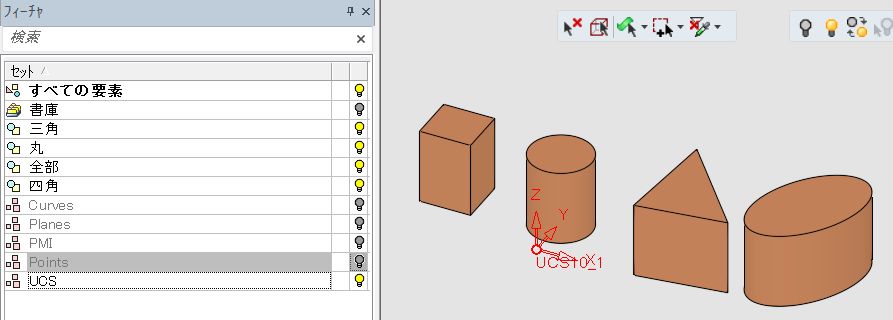 フィーチャ
検索
セット
すべての要素
書庫
三角
丸
全部
四角
Curves
Planes
PMI
Points
UCS
Z
Y
X
UCS10_1